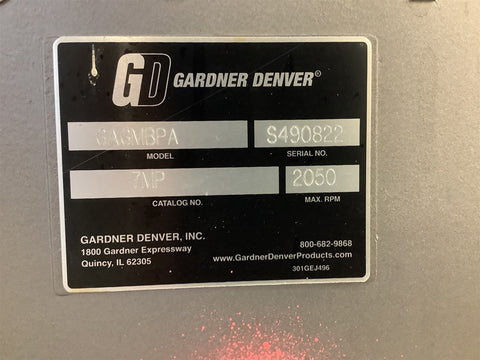 GD GARDNER DENVER®
GAGMBPA S490822
MODEL SERIAL NO.
7MP 2050
CATALOG NO. MAX. RPM
GARDNER DENVER, INC.
1800 Gardner Expressway
Quincy, IL 62305
800-682-9868
www.GardnerDenverProducts.com
301GEJ496